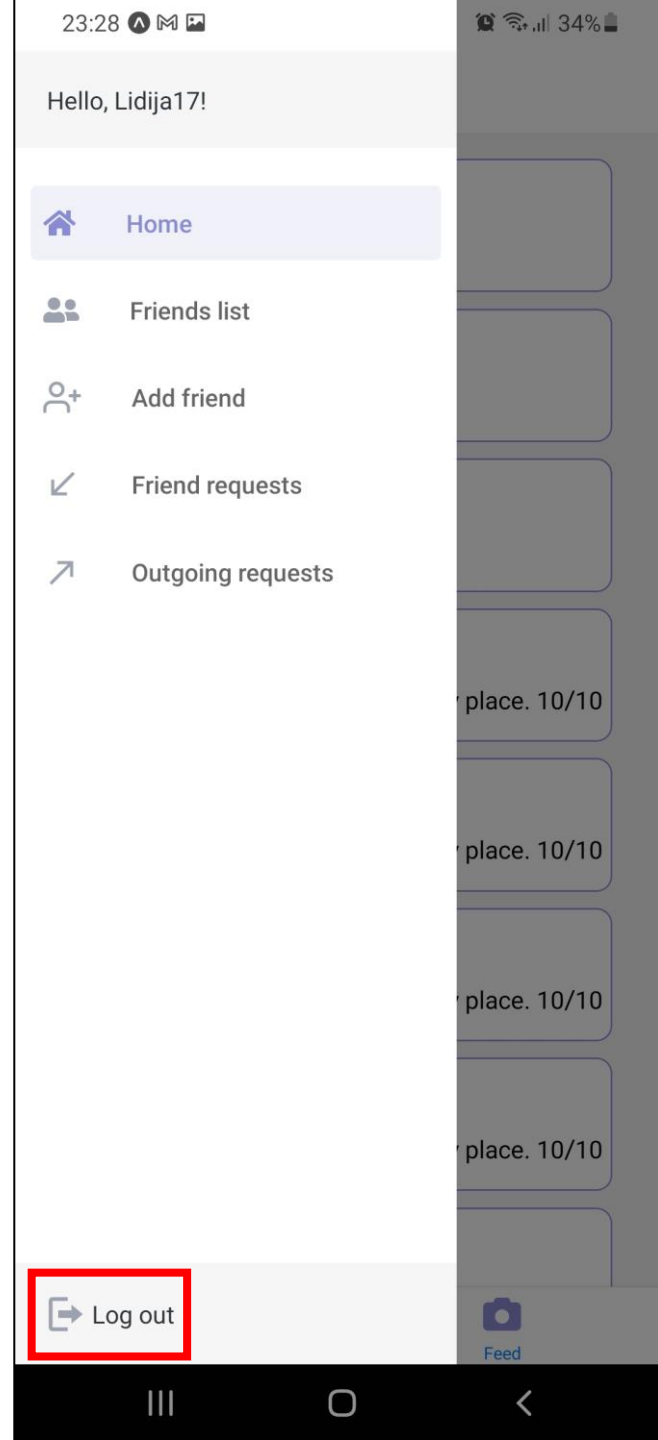 23:28
34%
Hello, Lidija17!
Home
Friends list
Add friend
Friend requests
Outgoing requests
place. 10/10
place. 10/10
place. 10/10
place. 10/10
Log out
Feed